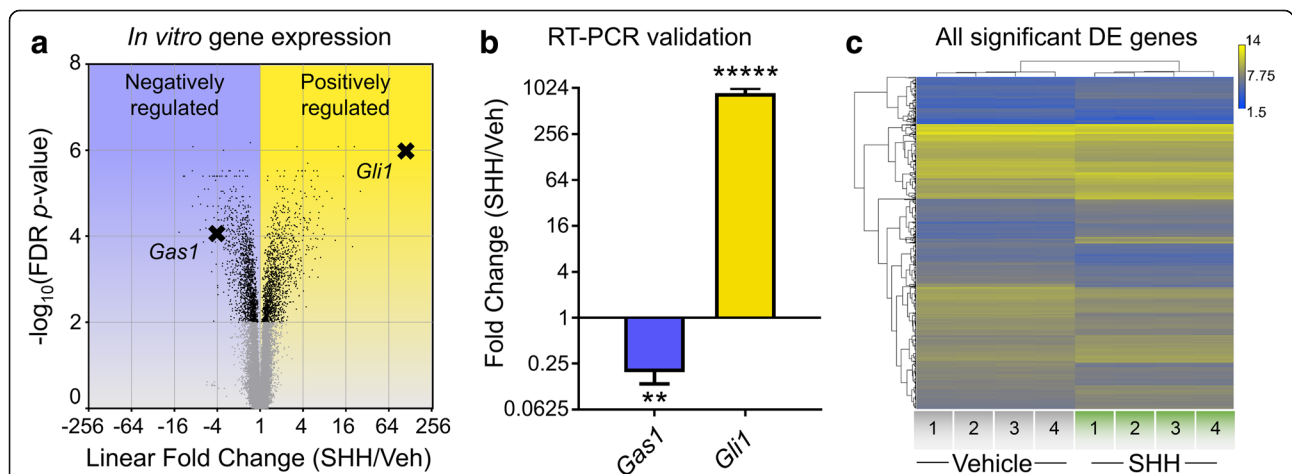 a
In vitro gene expression
8
6
4
2
0
-log10(FDR p-value)
Negatively
regulated
Positively
regulated
Gli1
Gas1
-256 -64 -16 -4 1 4 16 64 256
Linear Fold Change (SHH/Veh)
b
RT-PCR validation
*****
1024
256
64
16
4
1
0.25
0.0625
Fold Change (SHH/Veh)
**
Gas1
Gli1
c
All significant DE genes
14
7.75
1.5
1 2 3 4 1 2 3 4
Vehicle SHH